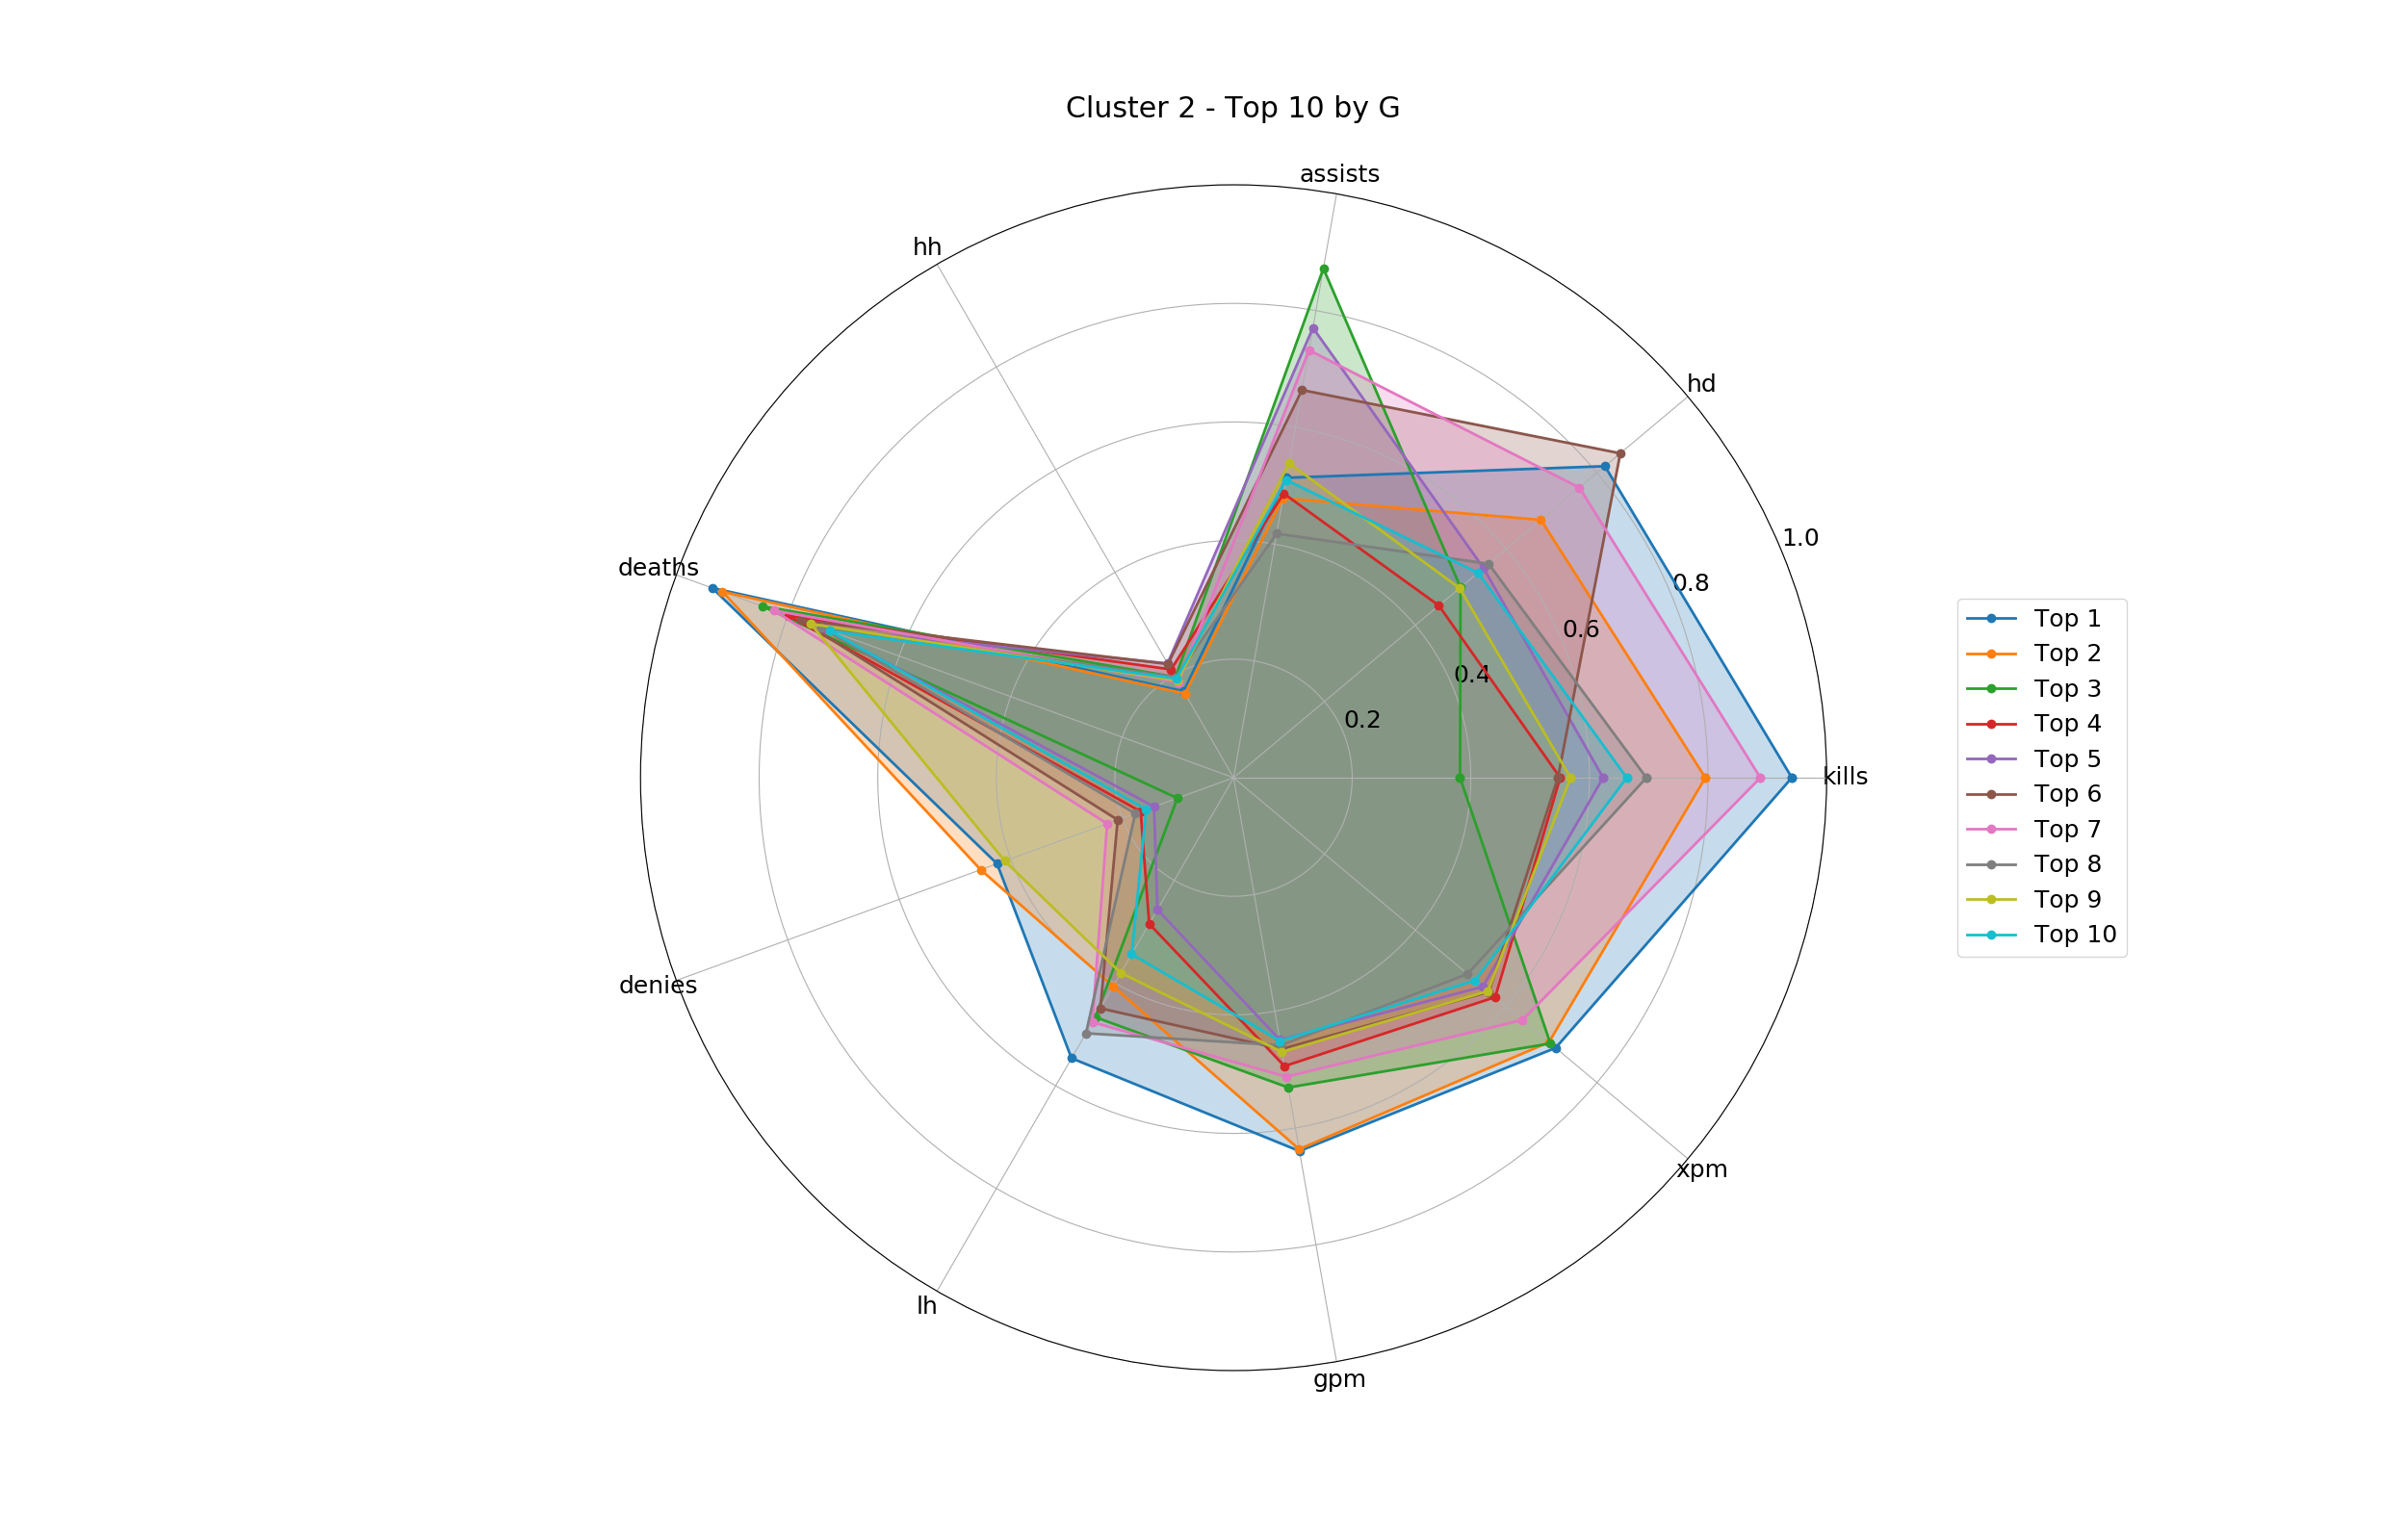 Cluster 2 - Top 10 by G
assists
hh
hd
1.0
deaths
0.8
0.6
0.4
0.2
kills
denies
xpm
lh
gpm
Top 1
Top 2
Top 3
Top 4
Top 5
Top 6
Top 7
Top 8
Top 9
Top 10